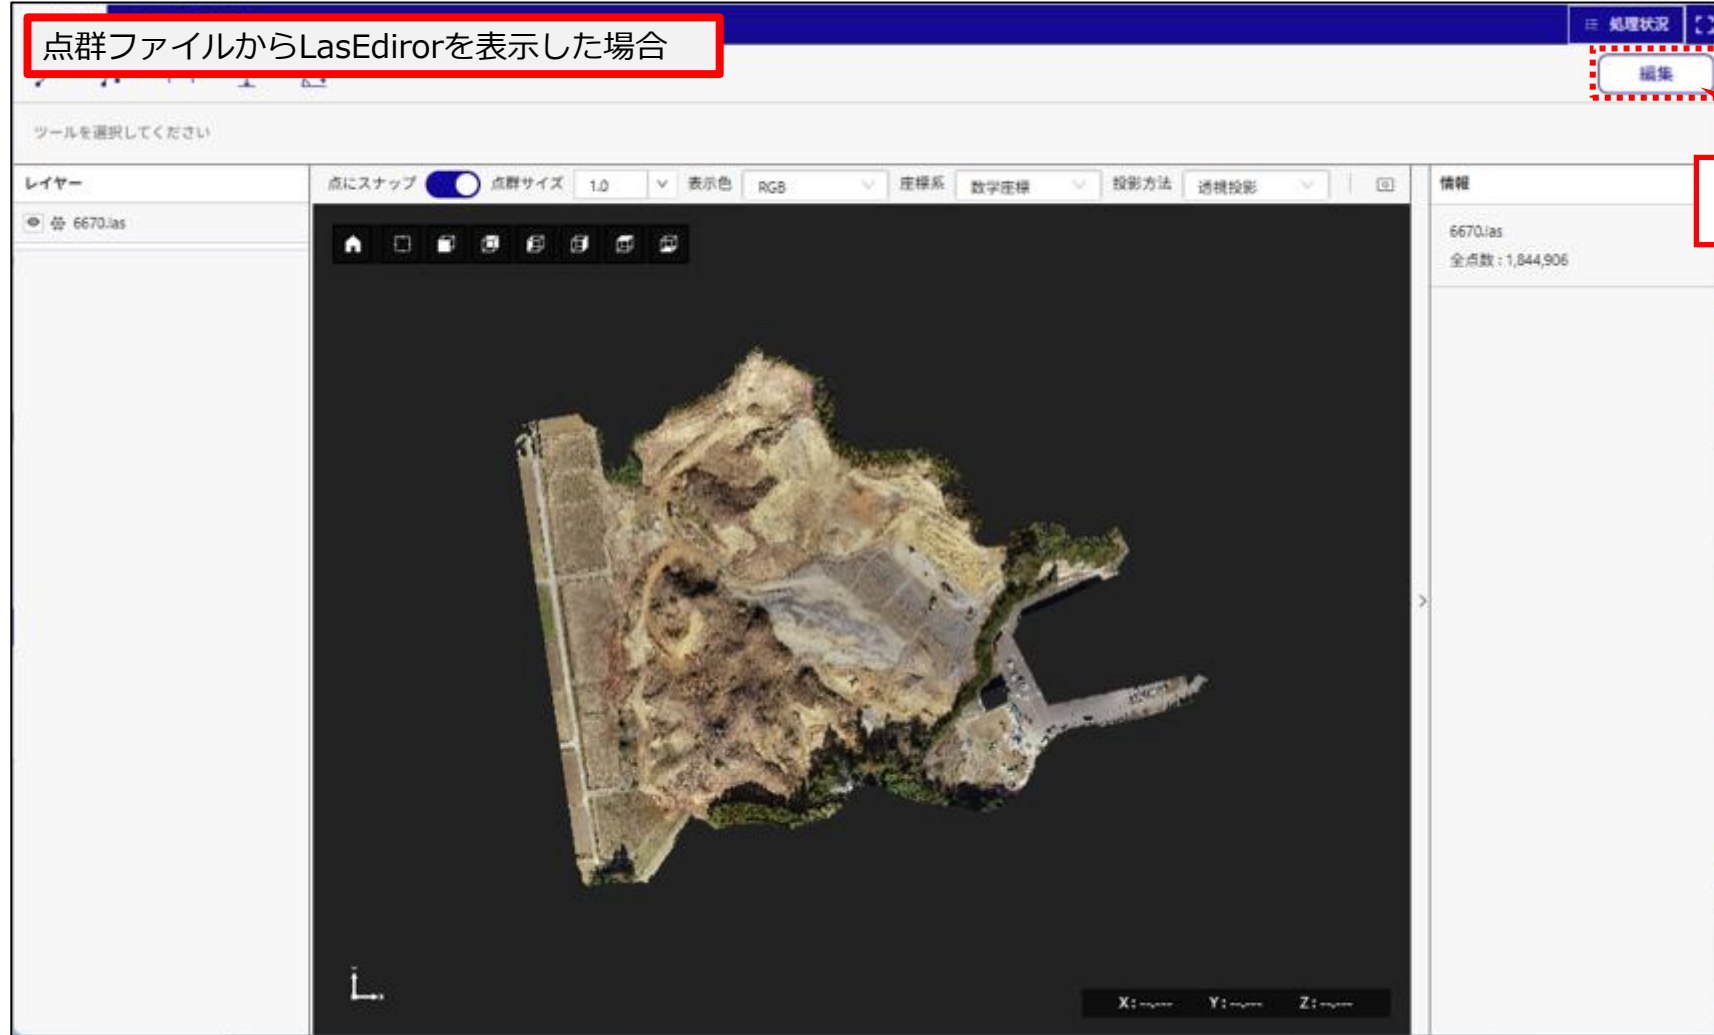 点群ファイルからLasEdirorを表示した場合
処理状況
編集
ツールを選択してください
レイヤー
6670.las
点にスナップ 点群サイズ 1.0 表示色 RGB 座標系 数学座標 投影方法 透視投影
情報
6670.las
全点数 : 1,844,906
X : --.--- Y : --.--- Z : --.---